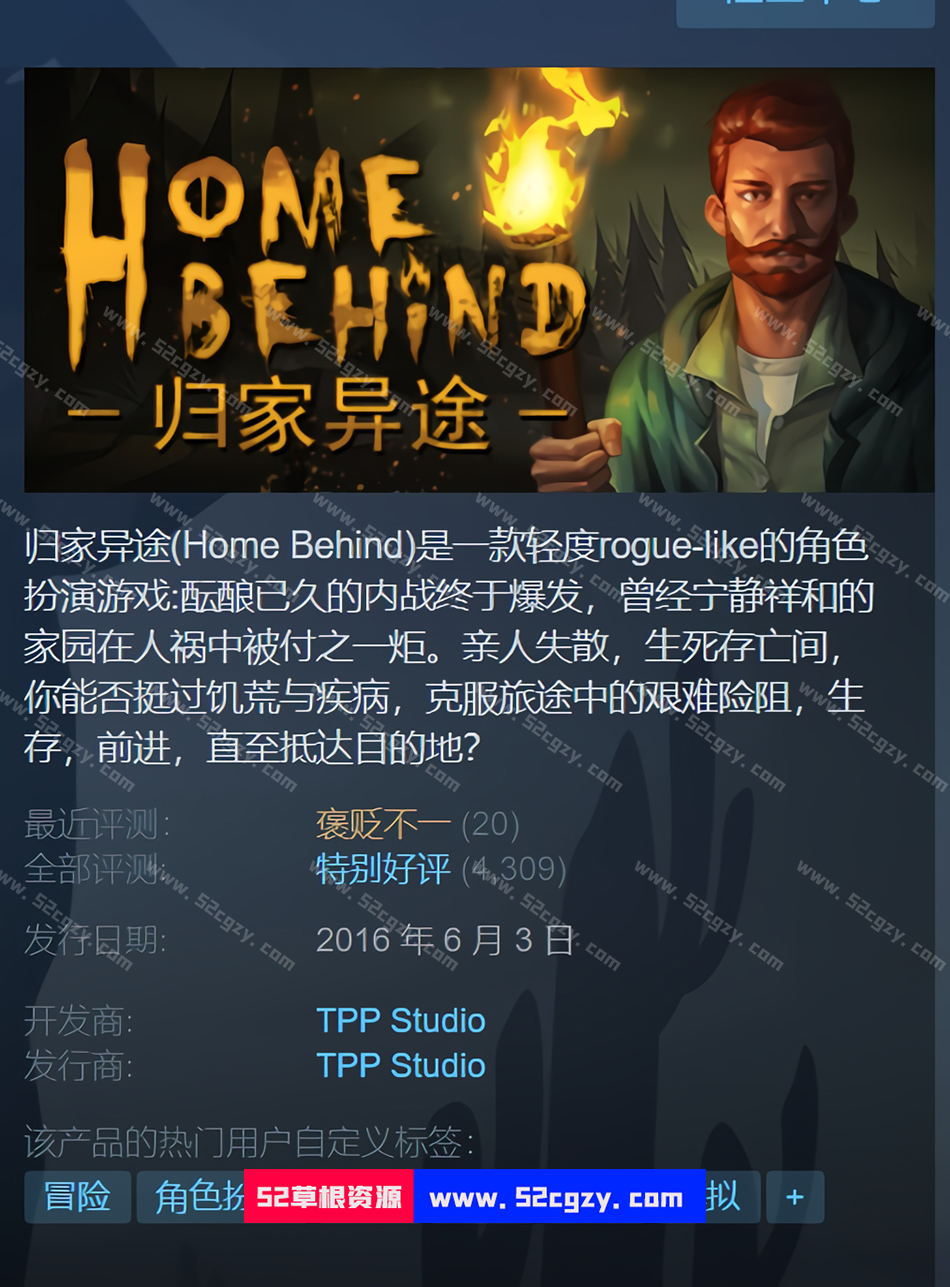 HOME
BEHIND
归家异途
归家异途(Home Behind)是一款轻度rogue-like的角色
扮演游戏:酝酿已久的内战终于爆发，曾经宁静祥和的
家园在人祸中被付之一炬。亲人失散，生死存亡间，
你能否挺过饥荒与疾病，克服旅途中的艰难险阻，生
存，前进，直至抵达目的地?
最近评测: 褒贬不一 (20)
全部评测: 特别好评 (4,309)
发行日期: 2016 年 6 月 3 日
开发商: TPP Studio
发行商: TPP Studio
该产品的热门用户自定义标签:
冒险 角色扮 52草根资源 www.52cgzy.com 拟 +